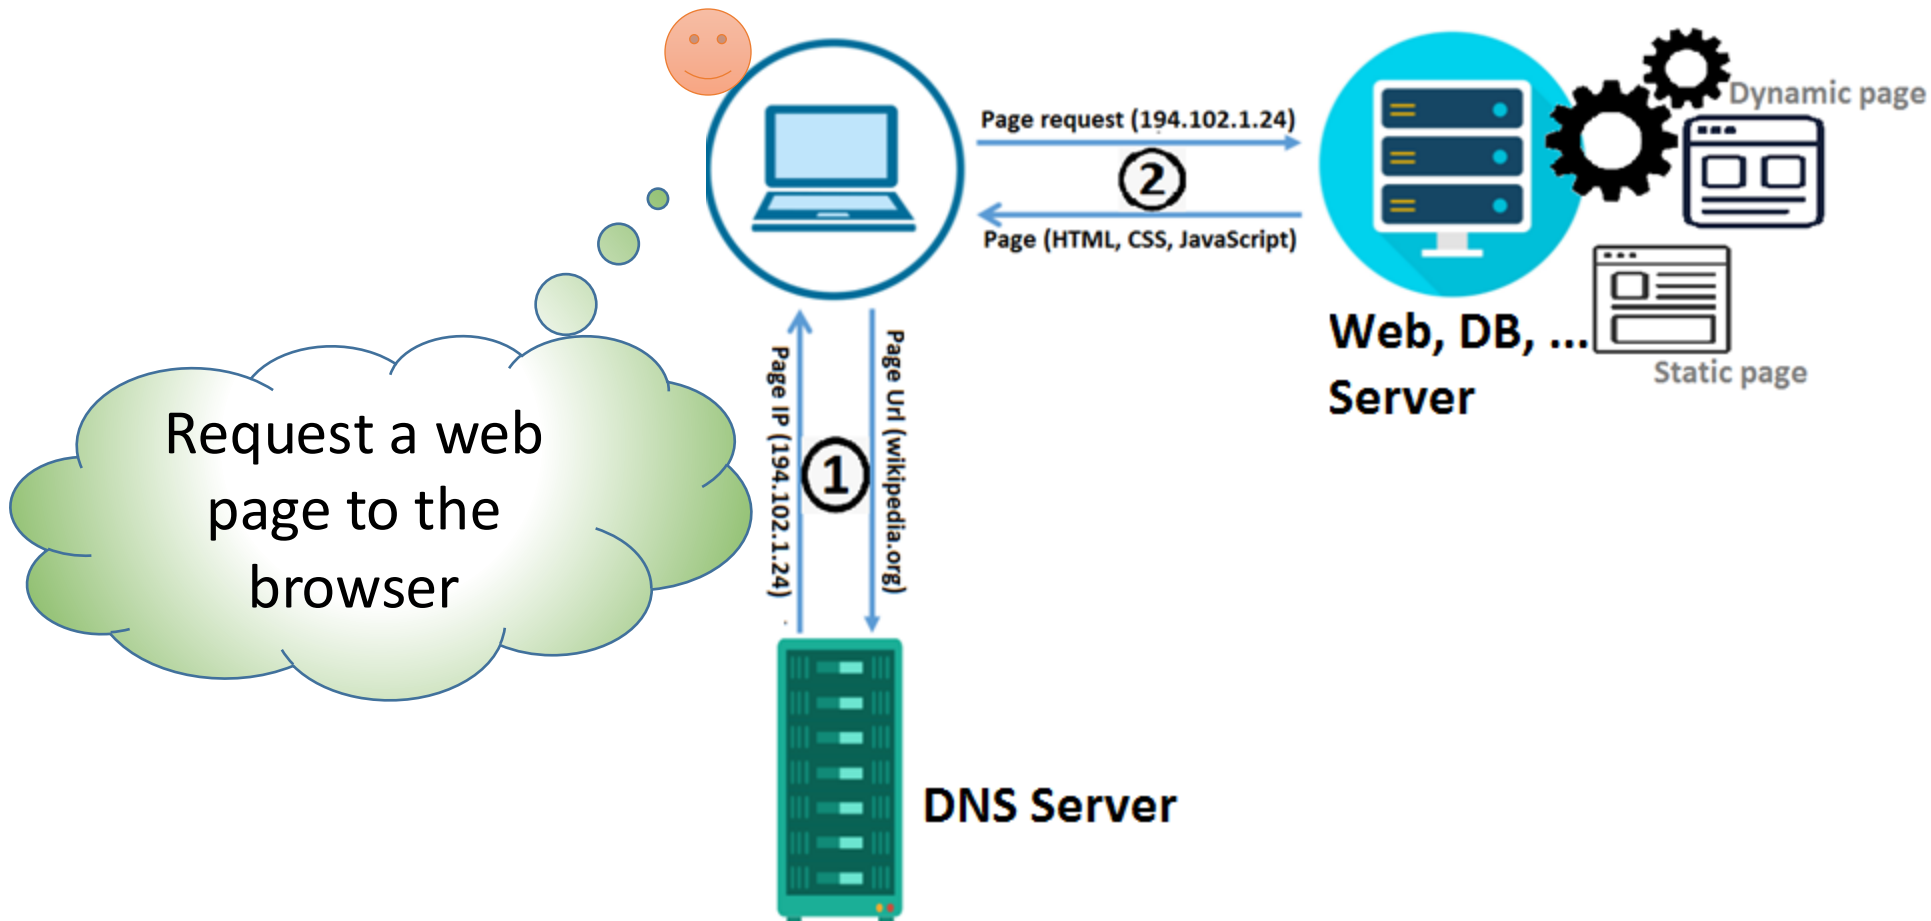 Request a web
page to the
browser
Page request (194.102.1.24)
2
Page (HTML, CSS, JavaScript)
Dynamic page
Web, DB, ...
Server
Static page
Page IP (194.102.1.24)
1
Page Url (wikipedia.org)
DNS Server